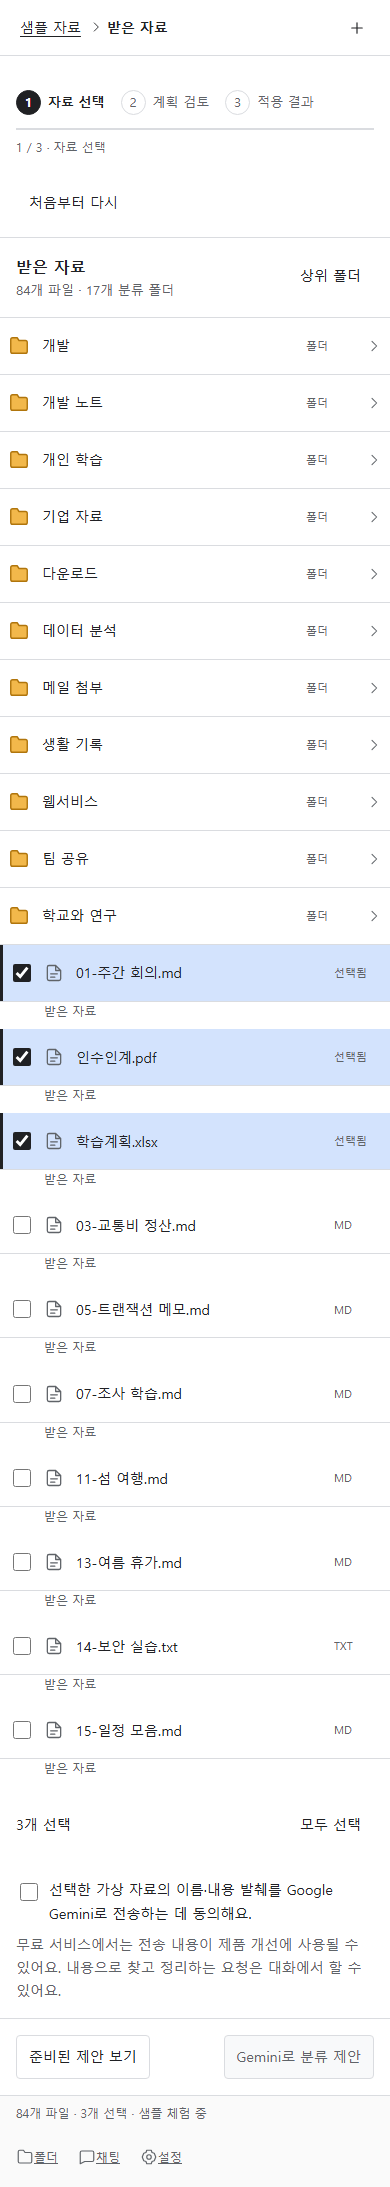 샘플 자료 > 받은 자료 +
1 자료 선택 2 계획 검토 3 적용 결과
1 / 3 · 자료 선택
처음부터 다시
받은 자료
상위 폴더
84개 파일 · 17개 분류 폴더
개발 폴더
개발 노트 폴더
개인 학습 폴더
기업 자료 폴더
다운로드 폴더
데이터 분석 폴더
메일 첨부 폴더
생활 기록 폴더
웹서비스 폴더
팀 공유 폴더
학교와 연구 폴더
01-주간 회의.md 선택됨
받은 자료
인수인계.pdf 선택됨
받은 자료
학습계획.xlsx 선택됨
받은 자료
03-교통비 정산.md MD
받은 자료
05-트랜잭션 메모.md MD
받은 자료
07-조사 학습.md MD
받은 자료
11-섬 여행.md MD
받은 자료
13-여름 휴가.md MD
받은 자료
14-보안 실습.txt TXT
받은 자료
15-일정 모음.md MD
받은 자료
3개 선택 모두 선택
선택한 가상 자료의 이름·내용 발췌를 Google
Gemini로 전송하는 데 동의해요.
무료 서비스에서는 전송 내용이 제품 개선에 사용될 수
있어요. 내용으로 찾고 정리하는 요청은 대화에서 할 수
있어요.
준비된 제안 보기 Gemini로 분류 제안
84개 파일 · 3개 선택 · 샘플 체험 중
폴더 채팅 설정